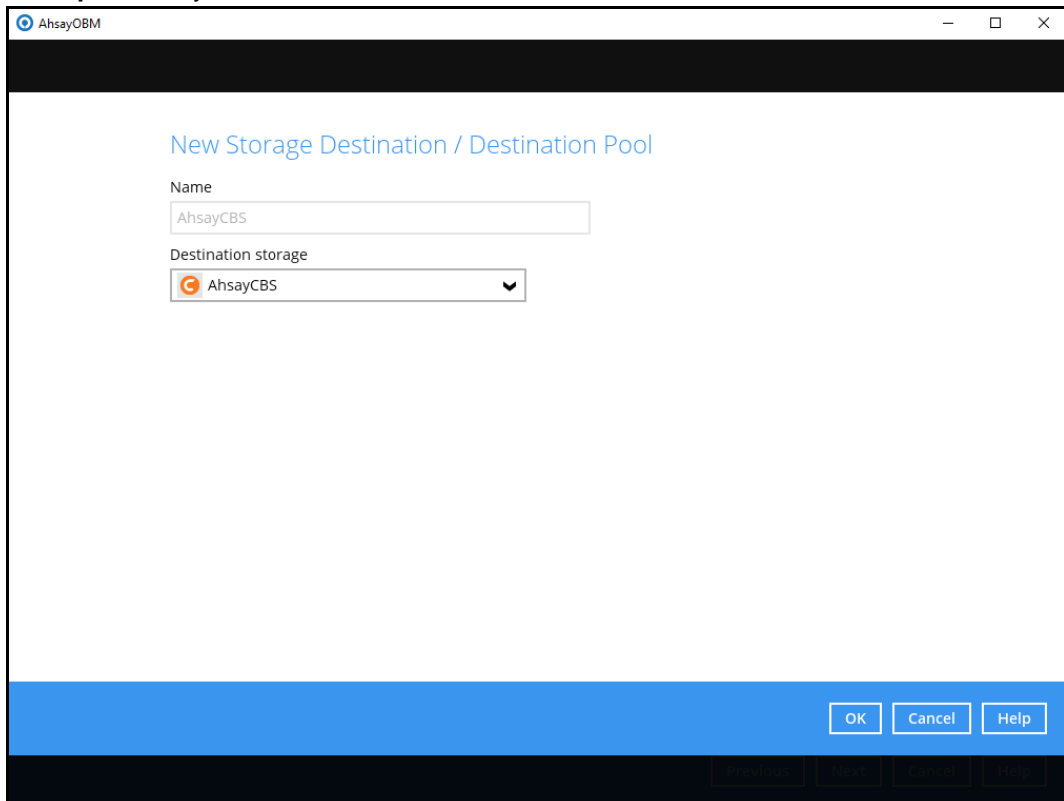 AhsayOBM
New Storage Destination / Destination Pool
Name
AhsayCBS
Destination storage
AhsayCBS
OK Cancel Help
Previous Next Cancel Help